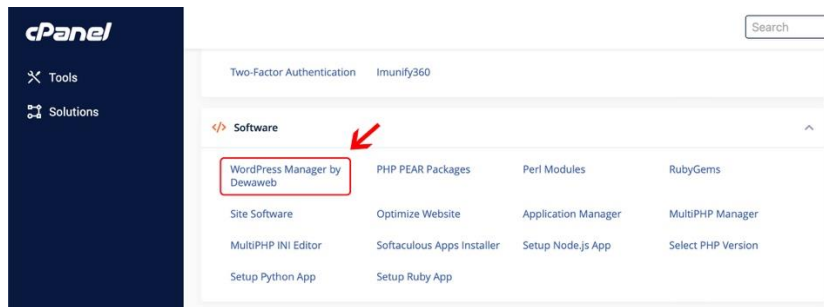 cPanel
Search
Tools
Solutions
Two-Factor Authentication Imunify360
</> Software
WordPress Manager by Dewaweb
PHP PEAR Packages Perl Modules RubyGems
Site Software Optimize Website Application Manager MultiPHP Manager
MultiPHP INI Editor Softaculous Apps Installer Setup Node.js App Select PHP Version
Setup Python App Setup Ruby App